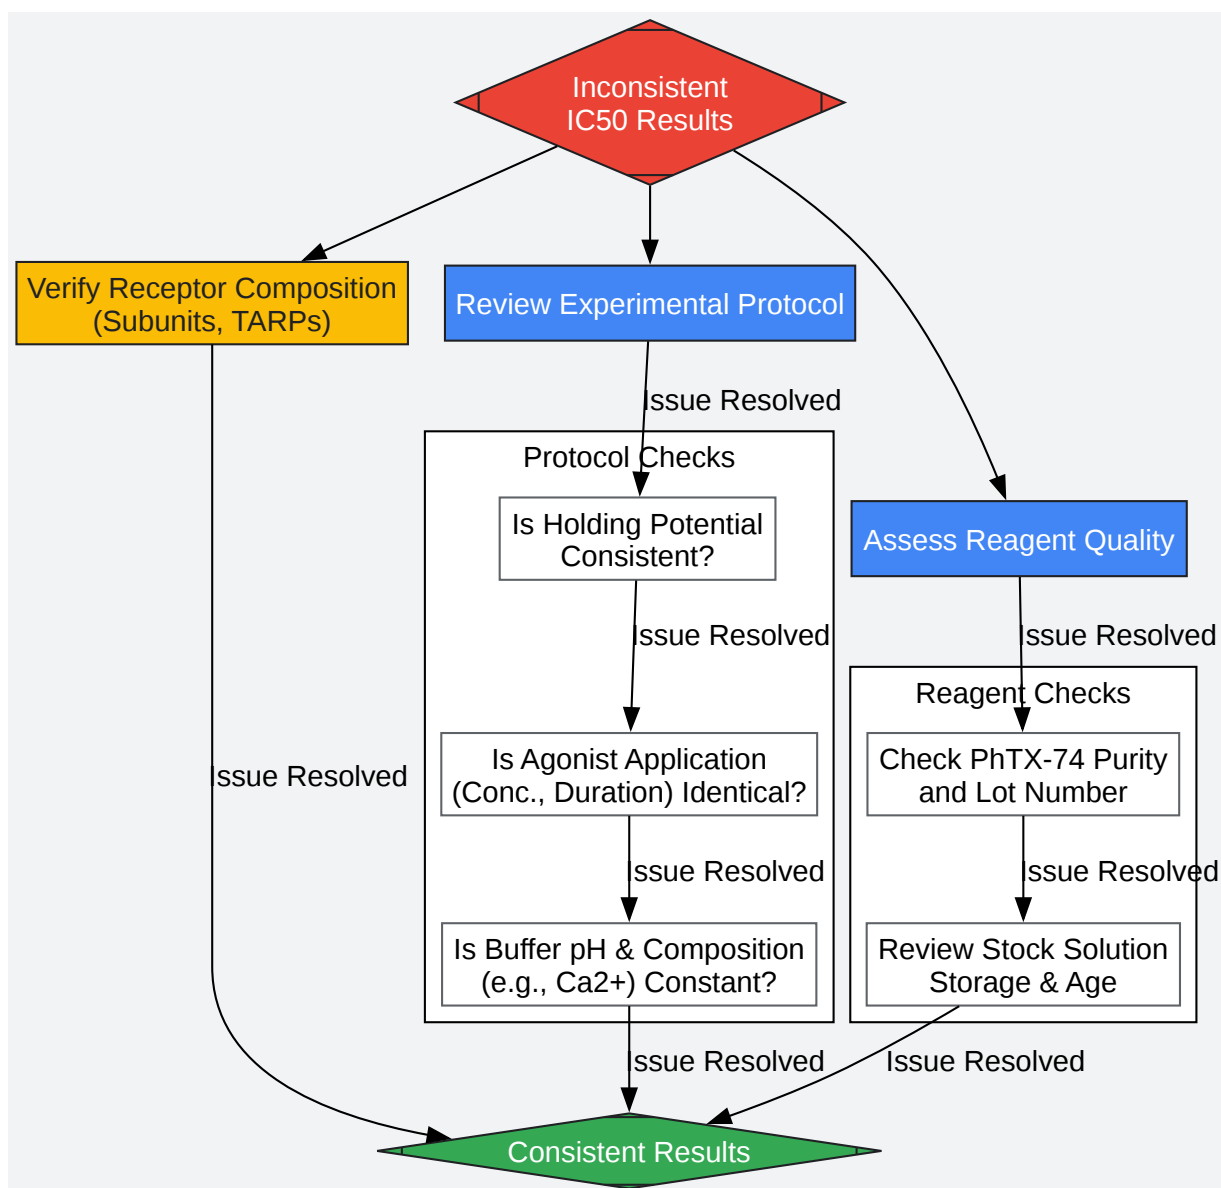 Inconsistent
IC50 Results
Verify Receptor Composition
(Subunits, TARPs)
Review Experimental Protocol
Issue Resolved
Protocol Checks
Is Holding Potential
Consistent?
Assess Reagent Quality
Issue Resolved
Issue Resolved
Reagent Checks
Is Agonist Application
(Conc., Duration) Identical?
Check PhTX-74 Purity
and Lot Number
Issue Resolved
Issue Resolved
Issue Resolved
Is Buffer pH & Composition
(e.g., Ca2+) Constant?
Review Stock Solution
Storage & Age
Issue Resolved
Issue Resolved
Consistent Results